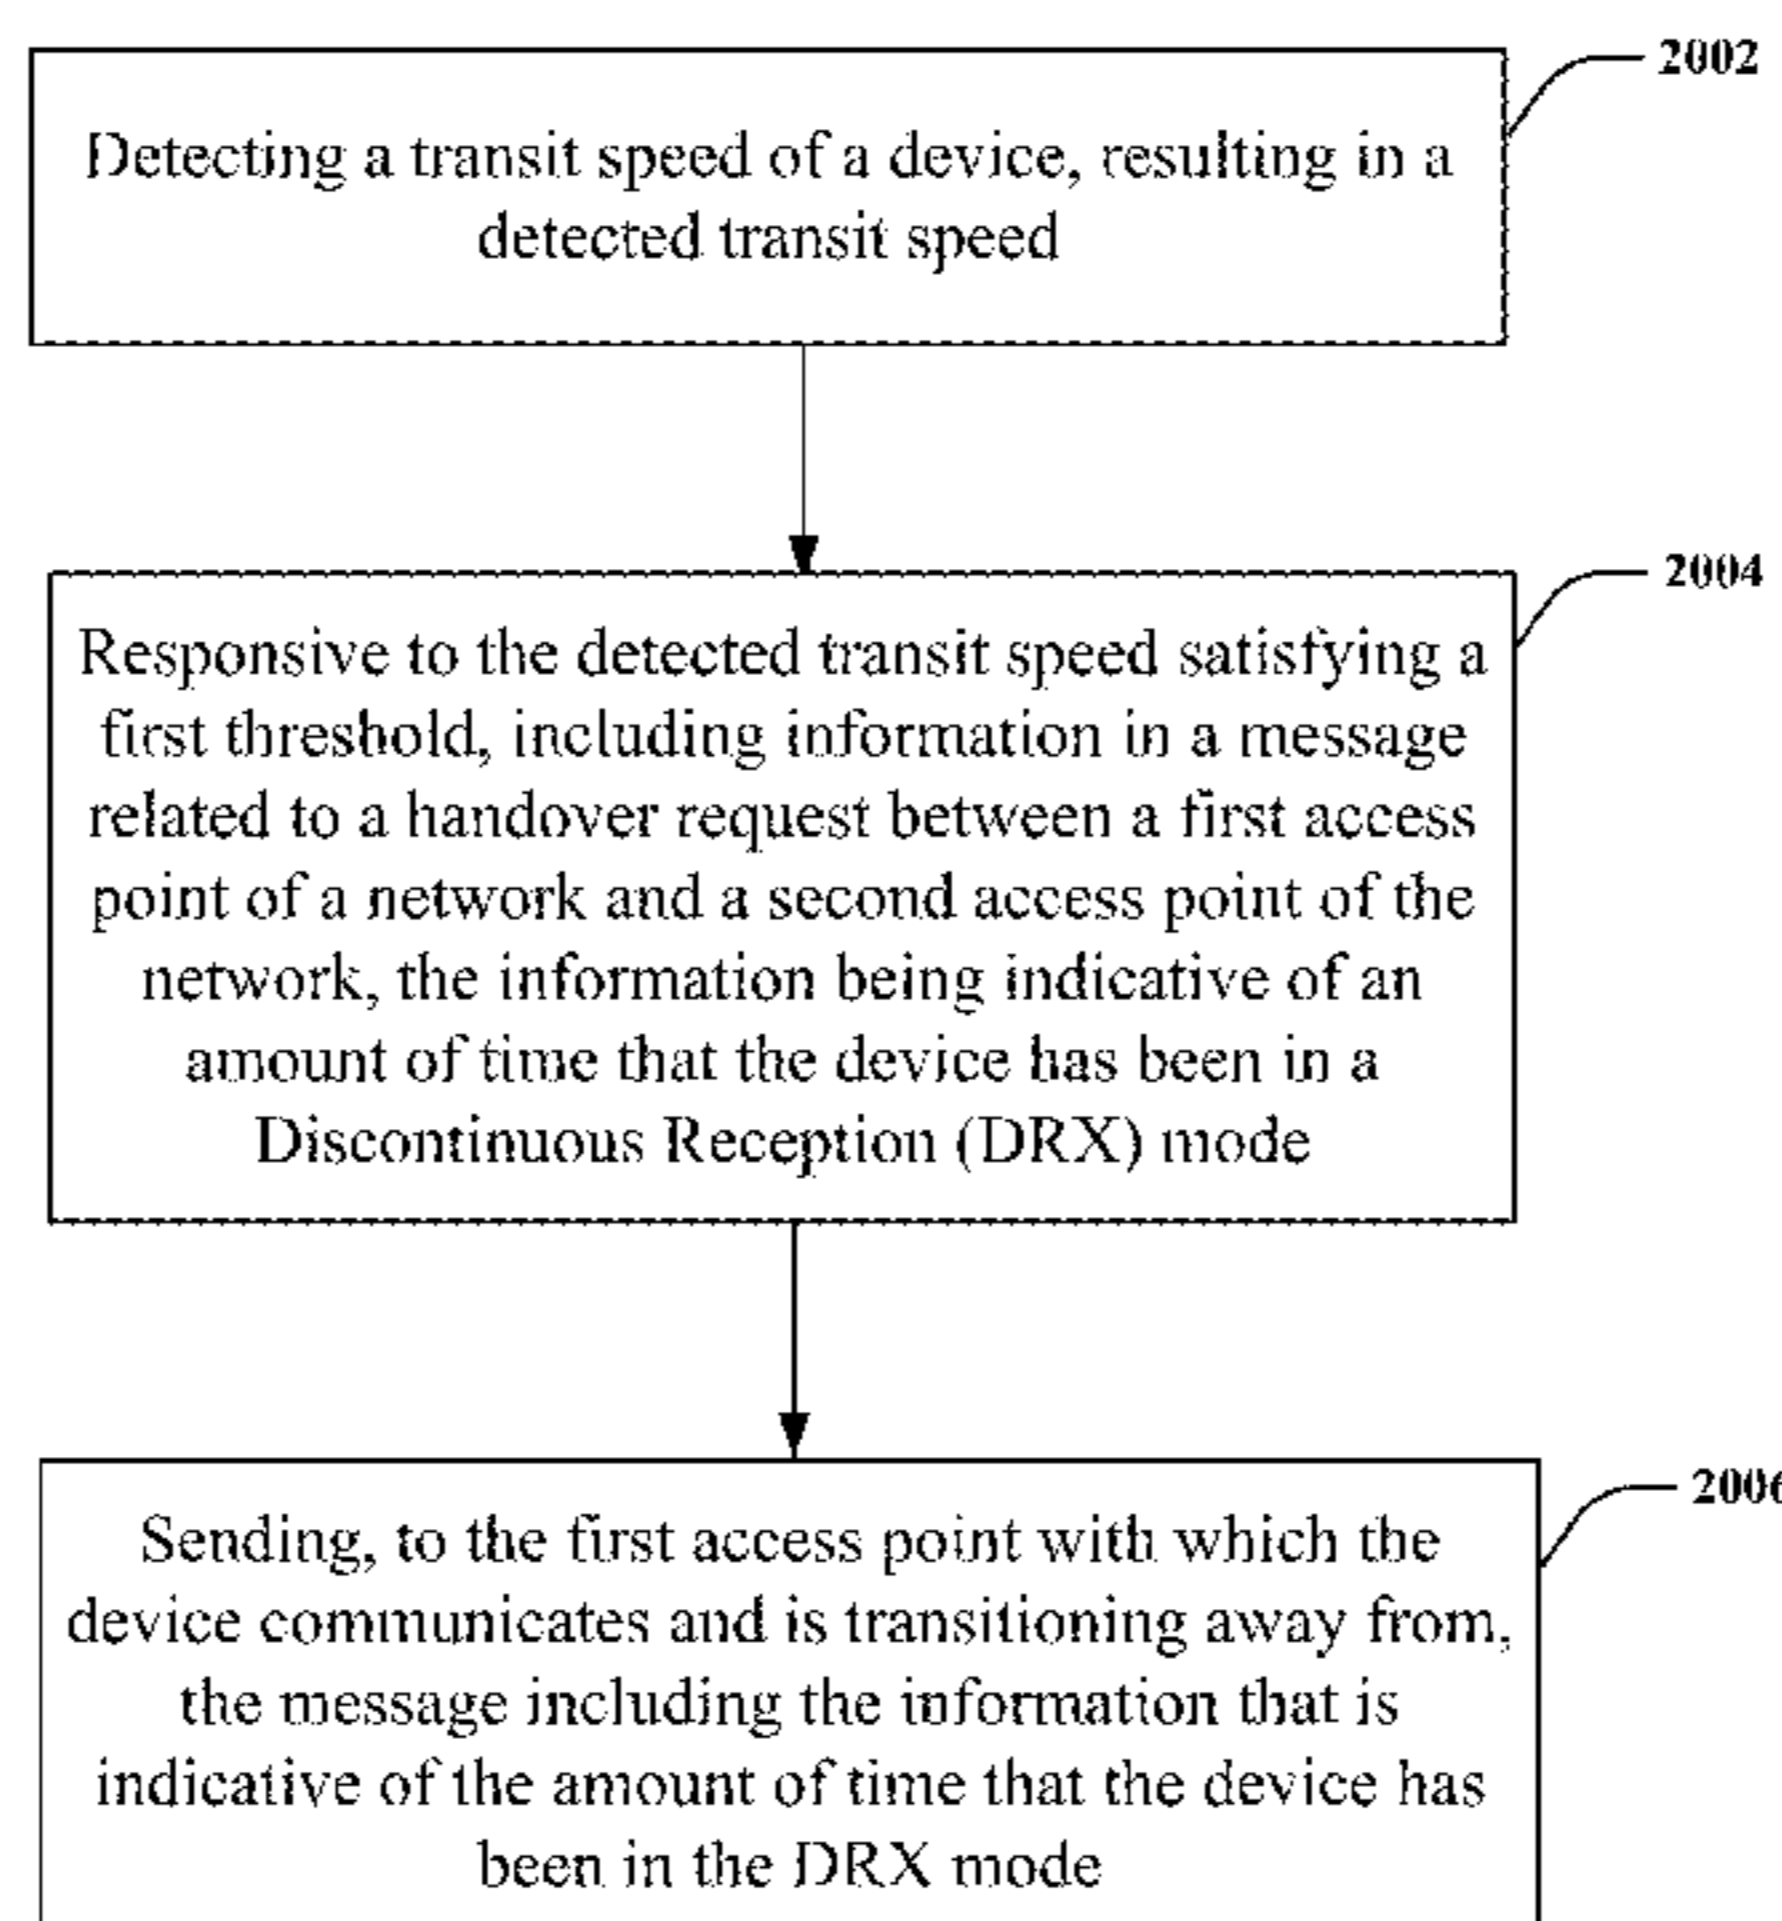 2002
Detecting a transit speed of a device, resulting in a
detected transit speed
2004
Responsive to the detected transit speed satisfying a
first threshold, including information in a message
related to a handover request between a first access
point of a network and a second access point of the
network, the information being indicative of an
amount of time that the device has been in a
Discontinuous Reception (DRX) mode
2006
Sending, to the first access point with which the
device communicates and is transitioning away from,
the message including the information that is
indicative of the amount of time that the device has
been in the DRX mode